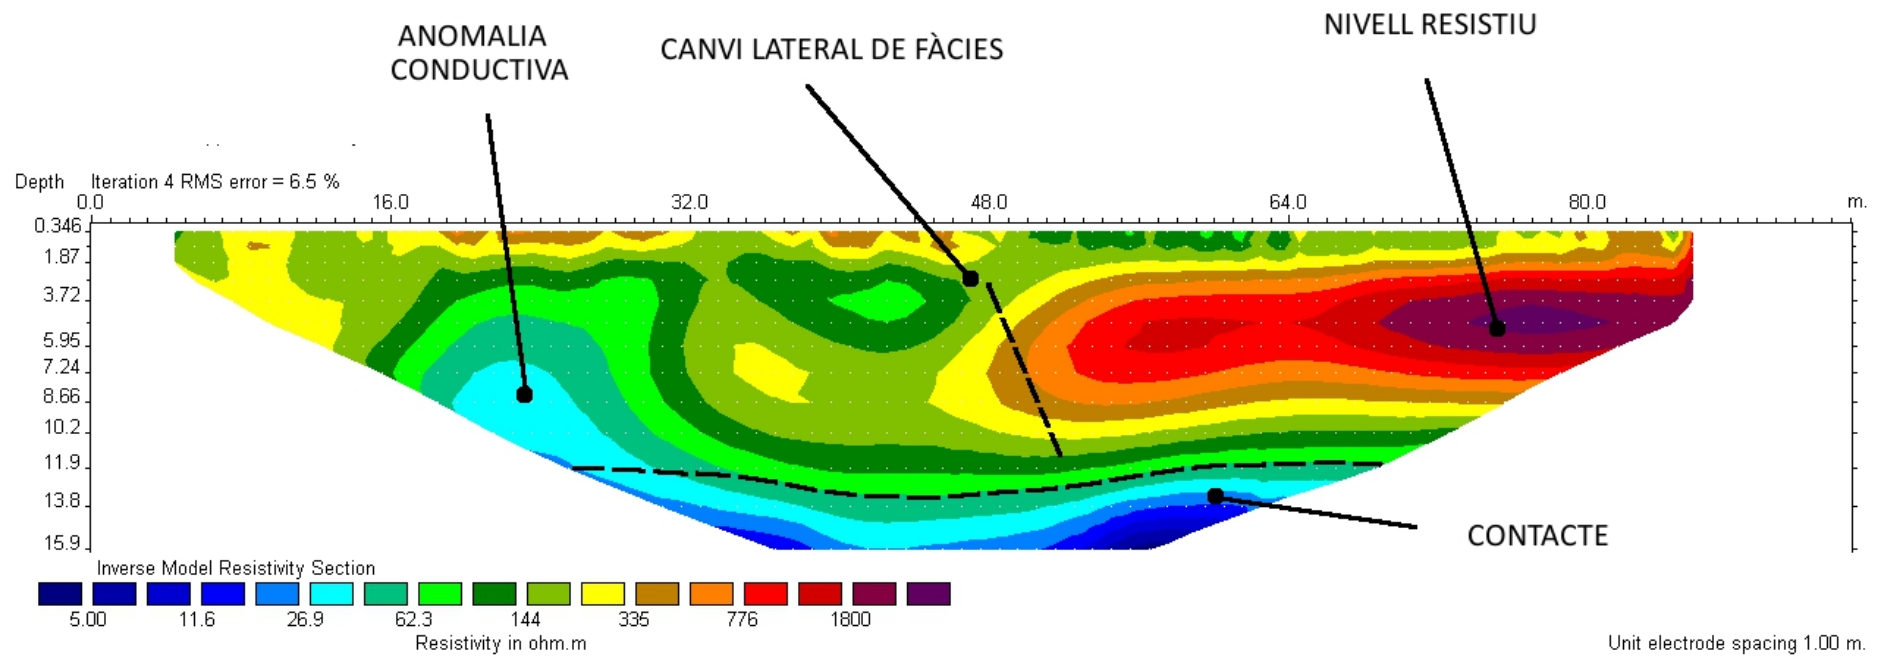 ANOMALIA
CONDUCTIVA
CANVI LATERAL DE FÀCIES
NIVELL RESISTIU
Depth Iteration 4 RMS error = 6.5 %
0.0 16.0 32.0 48.0 64.0 80.0 m.
0.346
1.87
3.72
5.95
7.24
8.66
10.2
11.9
13.8
15.9
CONTACTE
Inverse Model Resistivity Section
5.00 11.6 26.9 62.3 144 335 776 1800
Resistivity in ohm.m
Unit electrode spacing 1.00 m.